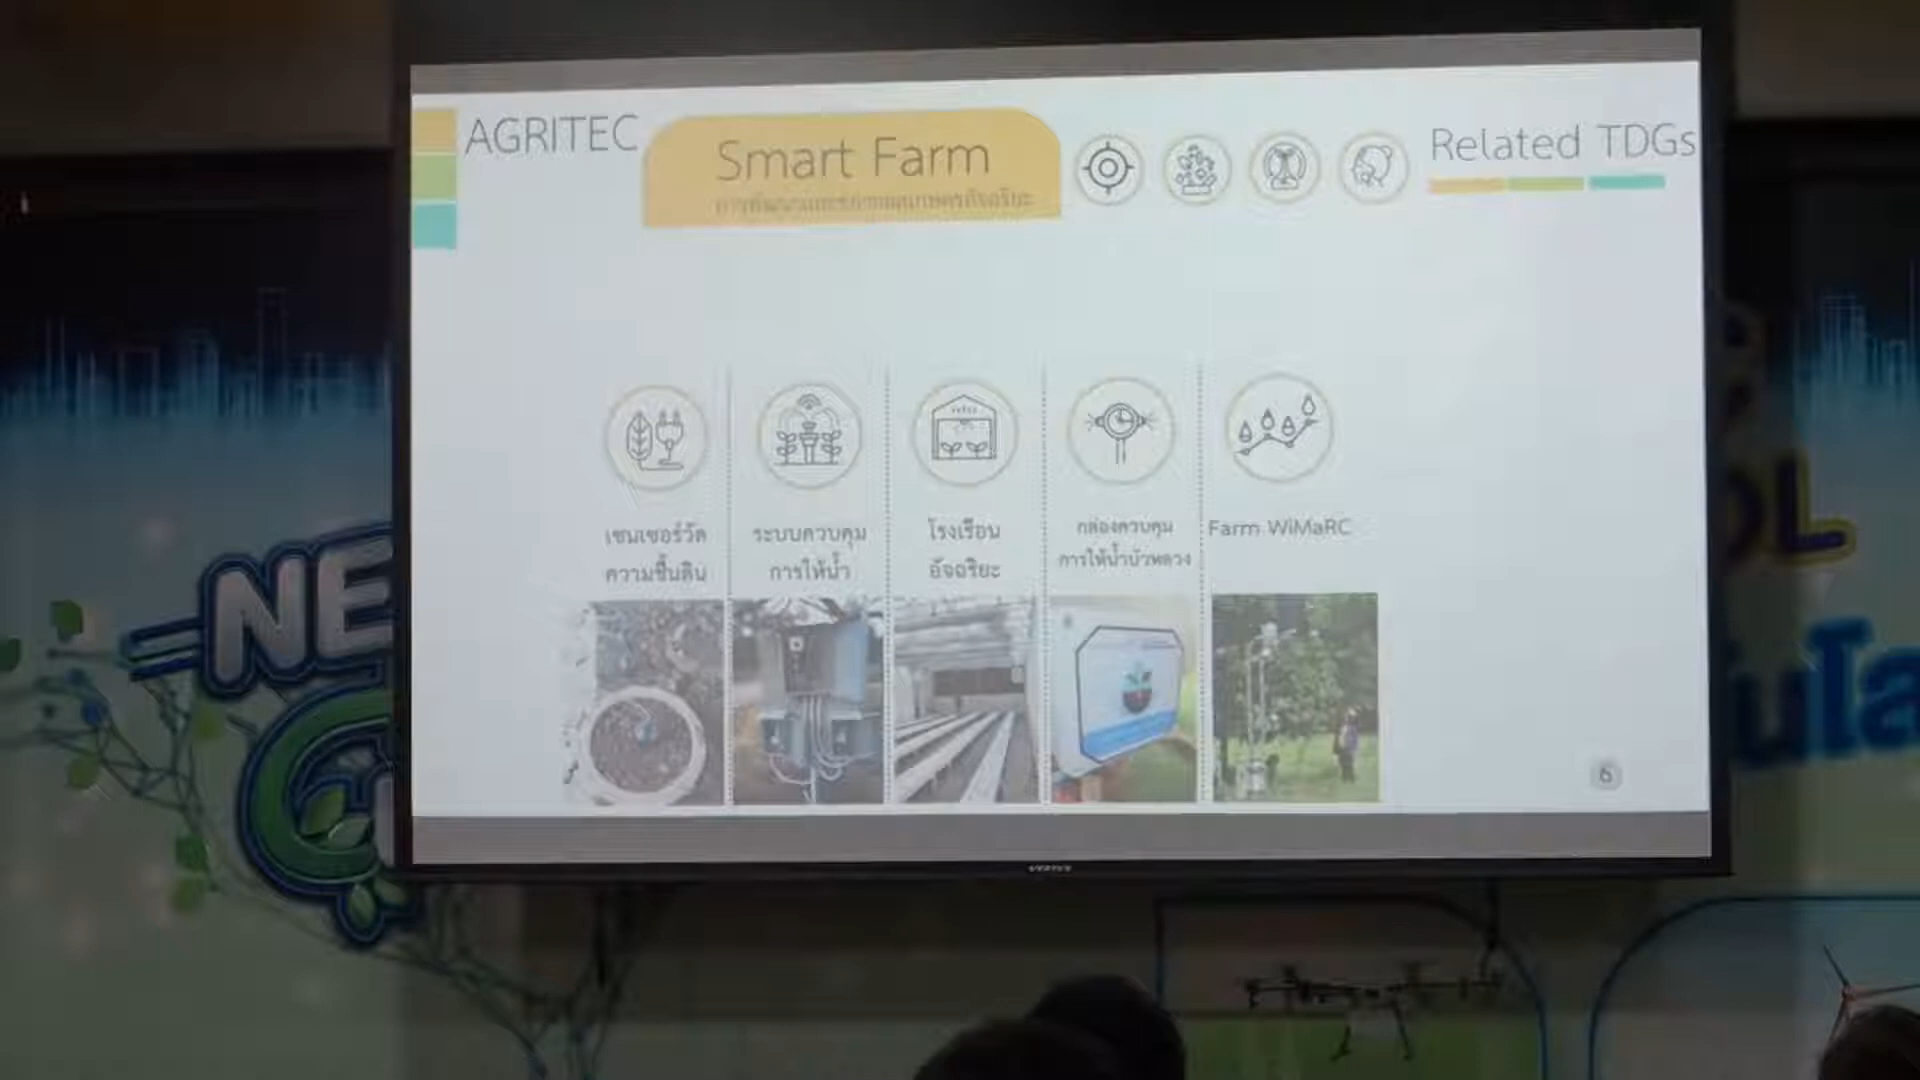 AGRITEC
Smart Farm
Related TDGs
เซนเซอร์วัด
ความชื้นดิน
ระบบควบคุม
การให้น้ำ
โรงเรือน
อัจฉริยะ
กล่องควบคุม
การให้น้ำบัวหลวง
Farm WiMaRC
6
NE